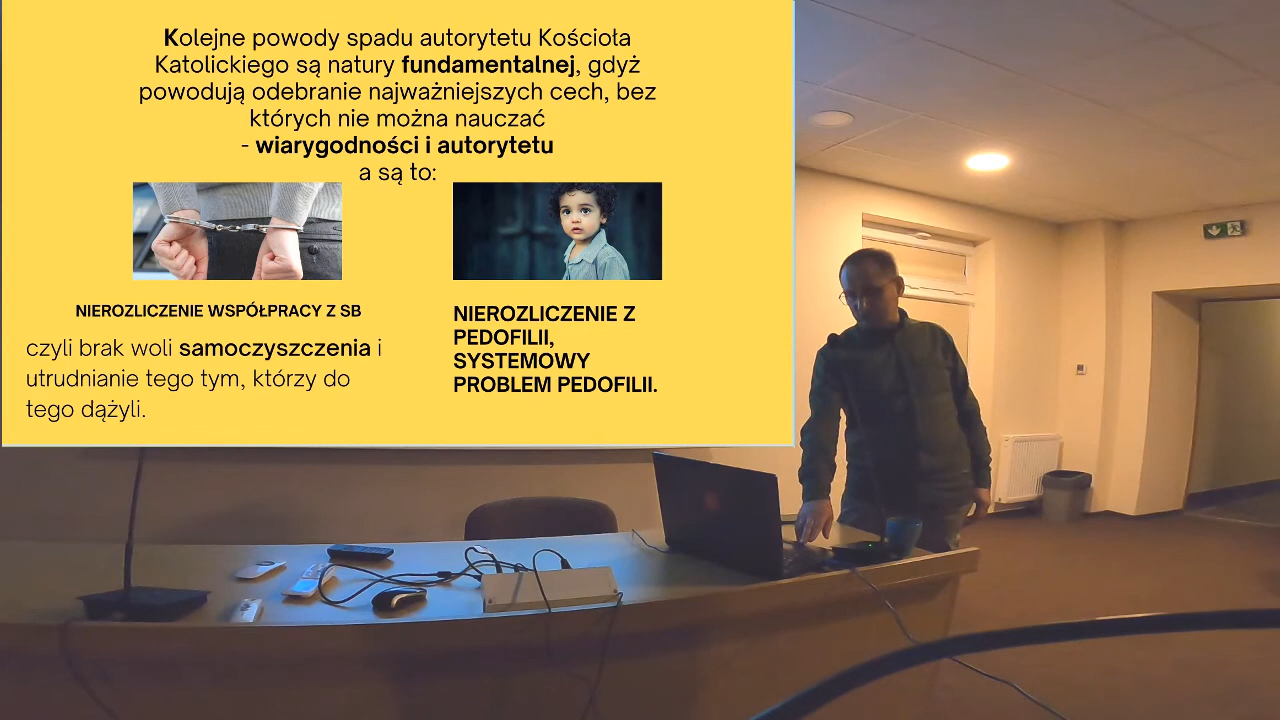 Kolejne powody spadu autorytetu Kościoła
Katolickiego są natury fundamentalnej, gdyż
powodują odebranie najważniejszych cech, bez
których nie można nauczać
- wiarygodności i autorytetu
a są to:
NIEROZLICZENIE WSPÓŁPRACY Z SB
czyli brak woli samoczyszczenia i
utrudnianie tego tym, którzy do
tego dążyli.
NIEROZLICZENIE Z
PEDOFILII,
SYSTEMOWY
PROBLEM PEDOFILII.